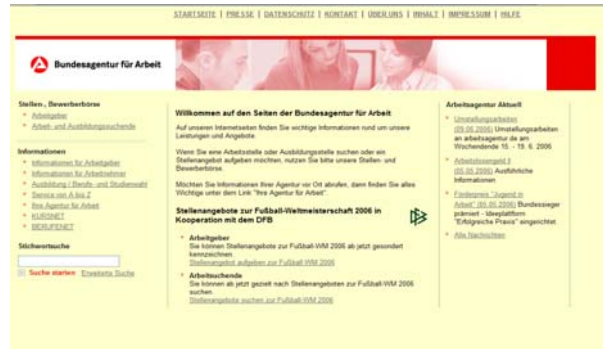 STARTSEITE | PRESSE | DATENSCHUTZ | KONTAKT | ÜBER UNS | INHALT | IMPRESSUM | HILFE
Bundesagentur für Arbeit
Stellen-, Bewerberbörse
Arbeitgeber
Arbeit- und Ausbildungssuchende
Informationen
Informationen für Arbeitgeber
Informationen für Arbeitnehmer
Ausbildung / Berufs- und Studienwahl
Service von A bis Z
Ihre Agentur für Arbeit
KURSNET
BERUFENET
Stichwortsuche
Suche starten Erweiterte Suche
Willkommen auf den Seiten der Bundesagentur für Arbeit
Auf unseren Internetseiten finden Sie wichtige Informationen rund um unsere
Leistungen und Angebote.
Wenn Sie eine Arbeitsstelle oder Ausbildungsstelle suchen oder ein
Stellenangebot aufgeben möchten, nutzen Sie bitte unsere Stellen- und
Bewerberbörse.
Möchten Sie Informationen Ihrer Agentur vor Ort abrufen, dann finden Sie alles
Wichtige unter dem Link "Ihre Agentur für Arbeit".
Stellenangebote zur Fußball-Weltmeisterschaft 2006 in
Kooperation mit dem DFB
Arbeitgeber
Sie können Stellenangebote zur Fußball-WM 2006 ab jetzt gesondert
kennzeichnen.
Stellenangebot aufgeben zur Fußball WM 2006
Arbeitsuchende
Sie können ab jetzt gezielt nach Stellenangeboten zur Fußball-WM 2006
suchen.
Stellenangebote suchen zur Fußball WM 2006
Arbeitsagentur Aktuell
Umstellungsarbeiten
(09.06.2006) Umstellungsarbeiten
an arbeitsagentur.de am
Wochenende 15. - 19. 6. 2006
Arbeitslosengeld II
(05.05.2006) Ausführliche
Informationen
Förderpreis "Jugend in
Arbeit" (05.05.2006) Bundessieger
prämiert - Ideeplattform
"Erfolgreiche Praxis" eingerichtet.
Alle Nachrichten